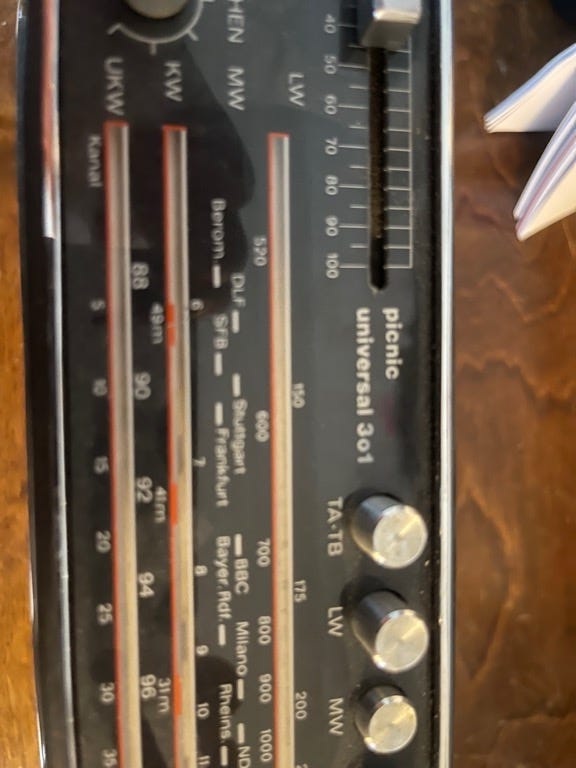 picnic
universal 3o1
40 50 60 70 80 90 100
TA·TB LW MW
LW 150 175 200
520 600 700 800 900 1000
HEN MW
DLF Stuttgart BBC Milano ND
Berom. SFB Frankfurt Bayer. Rdf. Rheins.
6 7 8 9 10 11
KW
49m 41m 31m
88 90 92 94 96
UKW
Kanal 5 10 15 20 25 30 35